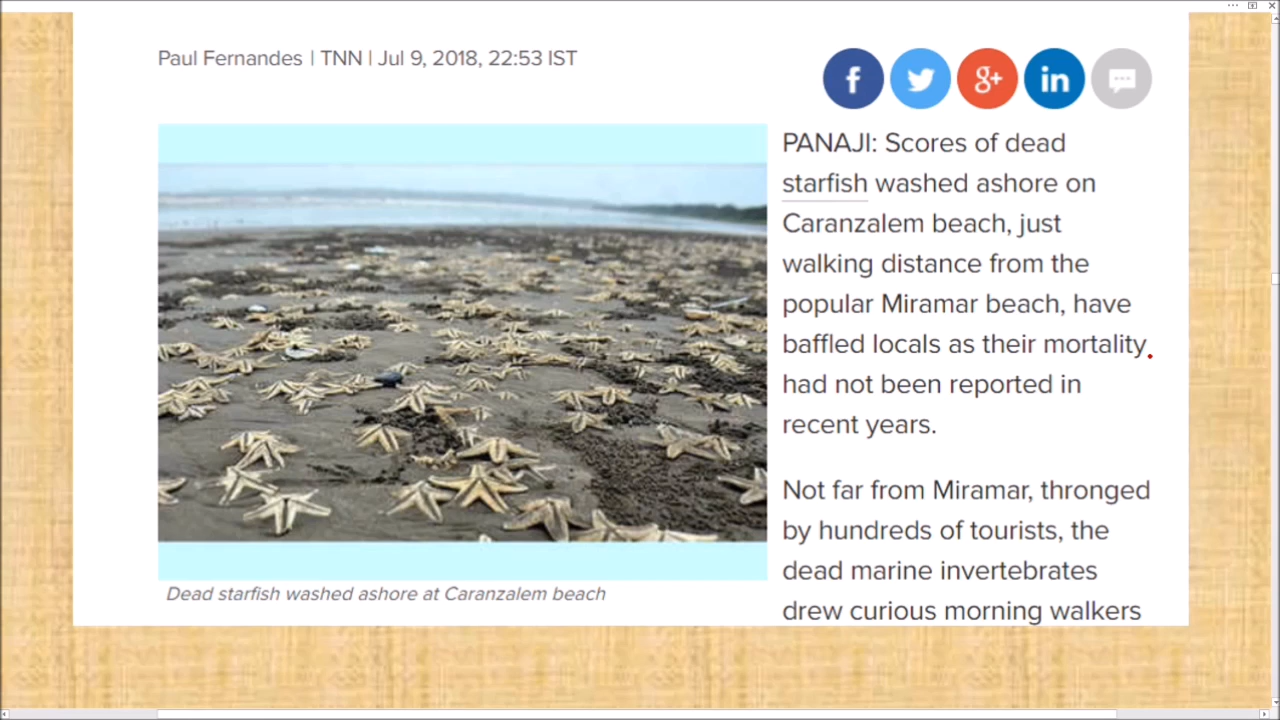 Paul Fernandes | TNN | Jul 9, 2018, 22:53 IST
f
g+
in
PANAJI: Scores of dead
starfish washed ashore on
Caranzalem beach, just
walking distance from the
popular Miramar beach, have
baffled locals as their mortality
had not been reported in
recent years.
Not far from Miramar, thronged
by hundreds of tourists, the
dead marine invertebrates
drew curious morning walkers
Dead starfish washed ashore at Caranzalem beach